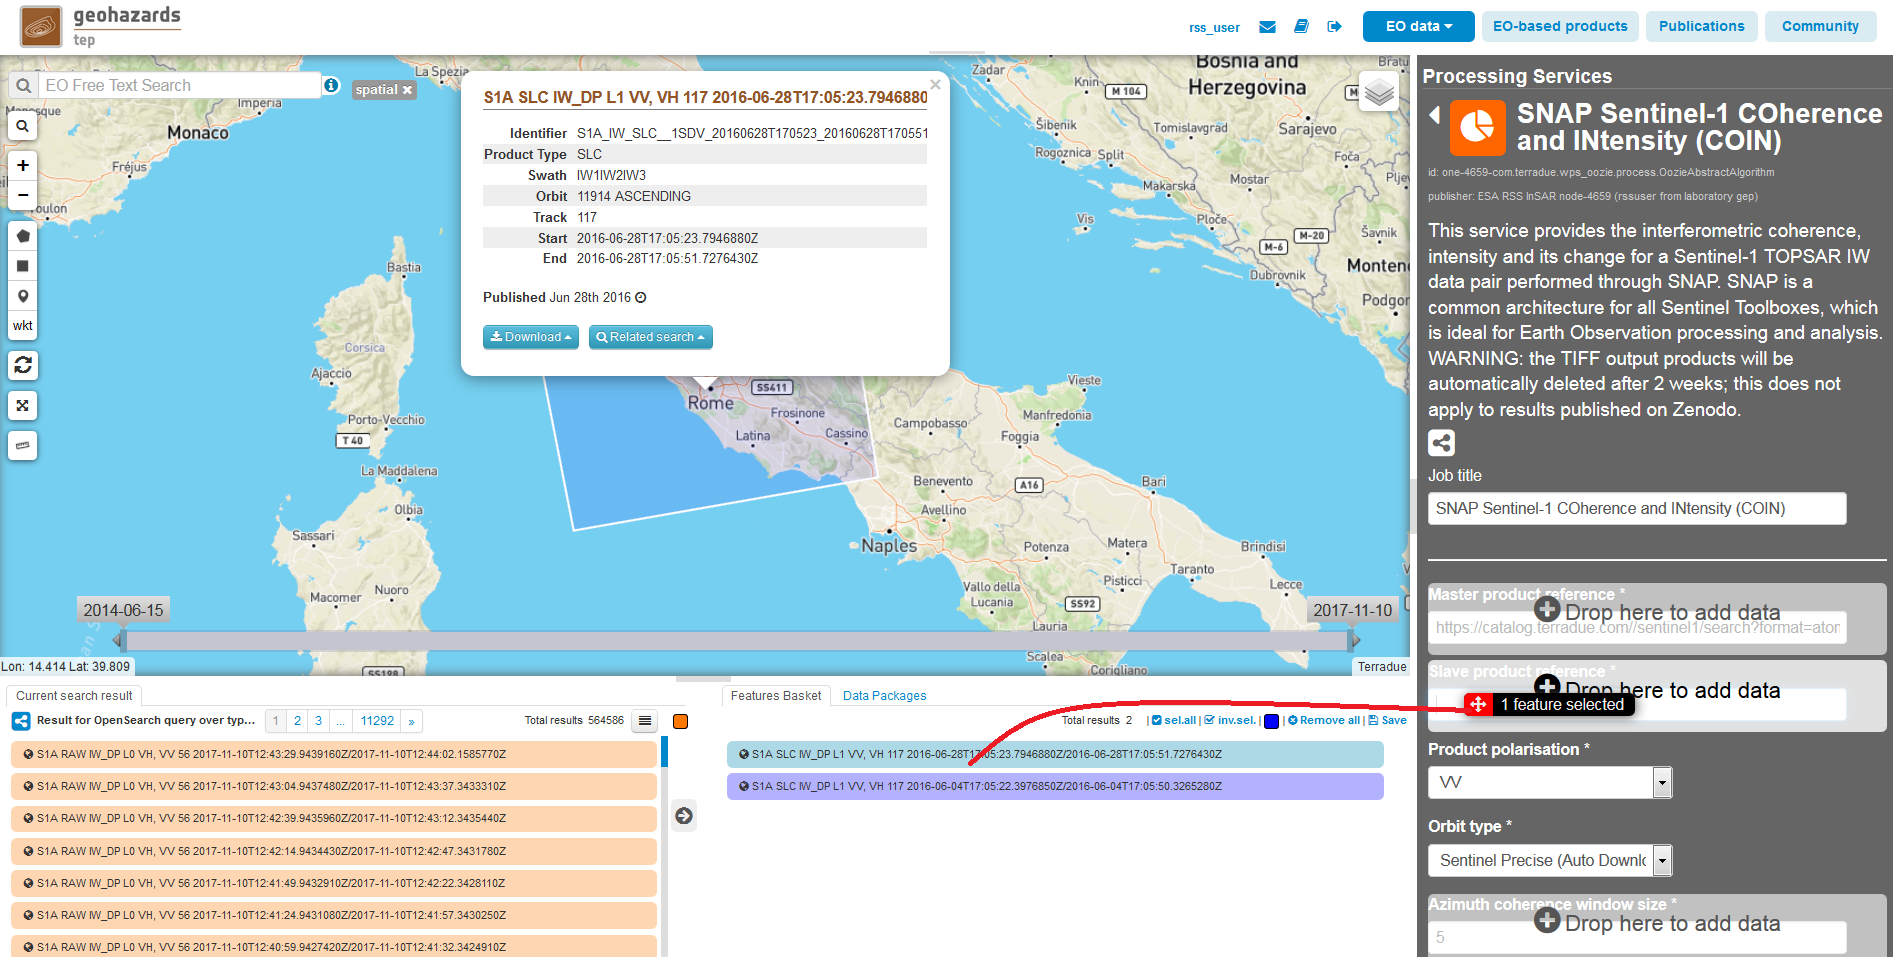 geohazards
tep
rss_user
EO data
EO-based products
Publications
Community
EO Free Text Search
spatial
S1A SLC IW_DP L1 VV, VH 117 2016-06-28T17:05:23.7946880
Identifier S1A_IW_SLC__1SDV_20160628T170523_20160628T170551
Product Type SLC
Swath IW1IW2IW3
Orbit 11914 ASCENDING
Track 117
Start 2016-06-28T17:05:23.7946880Z
End 2016-06-28T17:05:51.7276430Z
Published Jun 28th 2016
Download
Related search
wkt
La Spezia
Imperia
Monaco
Fréjus
Toulon
Bastia
Corsica
Ajaccio
Porto-Vecchio
T 40
La Maddalena
Olbia
Sassari
Nuoro
Macomer
Zadar
Knin
M 104
Bosnia and
Herzegovina
Šibenik
Tomislavgrad
Sarajevo
Rogoznica
Split
Foča
Makarska
Mostar
Vis
Ploče
M-20
M-6
Šavnik
Dubrovnik
Monten
Podgor
SS411
Rome
Frosinone
Latina
Cassino
Vieste
Manfredonia
Campobasso
Foggia
Benevento
A16
Bari
Avellino
Naples
Potenza
Matera
Brindisi
Taranto
Pisticci
Vallo della
Lucania
SS92
Lecce
Lauria
Scalea
Corigliano
SS198
2014-06-15
2017-11-10
Lon: 14.414 Lat: 39.809
Terradue
Current search result
Result for OpenSearch query over typ...
1 2 3 ... 11292 »
Total results 564586
S1A RAW IW_DP L0 VH, VV 56 2017-11-10T12:43:29.9439160Z/2017-11-10T12:44:02.1585770Z
S1A RAW IW_DP L0 VH, VV 56 2017-11-10T12:43:04.9437480Z/2017-11-10T12:43:37.3433310Z
S1A RAW IW_DP L0 VH, VV 56 2017-11-10T12:42:39.9435960Z/2017-11-10T12:43:12.3435440Z
S1A RAW IW_DP L0 VH, VV 56 2017-11-10T12:42:14.9434430Z/2017-11-10T12:42:47.3431780Z
S1A RAW IW_DP L0 VH, VV 56 2017-11-10T12:41:49.9432910Z/2017-11-10T12:42:22.3428110Z
S1A RAW IW_DP L0 VH, VV 56 2017-11-10T12:41:24.9431080Z/2017-11-10T12:41:57.3430250Z
S1A RAW IW_DP L0 VH, VV 56 2017-11-10T12:40:59.9427420Z/2017-11-10T12:41:32.3424910Z
Features Basket
Data Packages
Total results 2 | sel.all | inv.sel. | | Remove all | Save
S1A SLC IW_DP L1 VV, VH 117 2016-06-28T17:05:23.7946880Z/2016-06-28T17:05:51.7276430Z
S1A SLC IW_DP L1 VV, VH 117 2016-06-04T17:05:22.3976850Z/2016-06-04T17:05:50.3265280Z
Processing Services
SNAP Sentinel-1 COherence
and INtensity (COIN)
id: one-4659-com.terradue.wps_oozie.process.OozieAbstractAlgorithm
publisher: ESA RSS InSAR node-4659 (rssuser from laboratory gep)
This service provides the interferometric coherence,
intensity and its change for a Sentinel-1 TOPSAR IW
data pair performed through SNAP. SNAP is a
common architecture for all Sentinel Toolboxes, which
is ideal for Earth Observation processing and analysis.
WARNING: the TIFF output products will be
automatically deleted after 2 weeks; this does not
apply to results published on Zenodo.
Job title
SNAP Sentinel-1 COherence and INtensity (COIN)
Master product reference *
Drop here to add data
https://catalog.terradue.com//sentinel1/search?format=ator
Slave product reference *
Drop here to add data
1 feature selected
Product polarisation *
VV
Orbit type *
Sentinel Precise (Auto Downlo
Azimuth coherence window size *
Drop here to add data
5